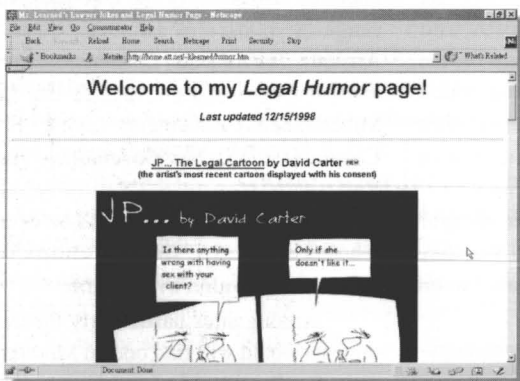 Mr. Learned's Lawyer Jokes and Legal Humor Page - Netscape
File Edit View Go Communicator Help
Back Reload Home Search Netscape Print Security Stop
Bookmarks Netsite: http://home.att.net/~klearned/humor.htm What's Related
Welcome to my Legal Humor page!
Last updated 12/15/1998
JP... The Legal Cartoon by David Carter NEW
(the artist's most recent cartoon displayed with his consent)
JP... by David Carter
Is there anything
wrong with having
sex with your
client?
Only if she
doesn't like it...
Document: Done